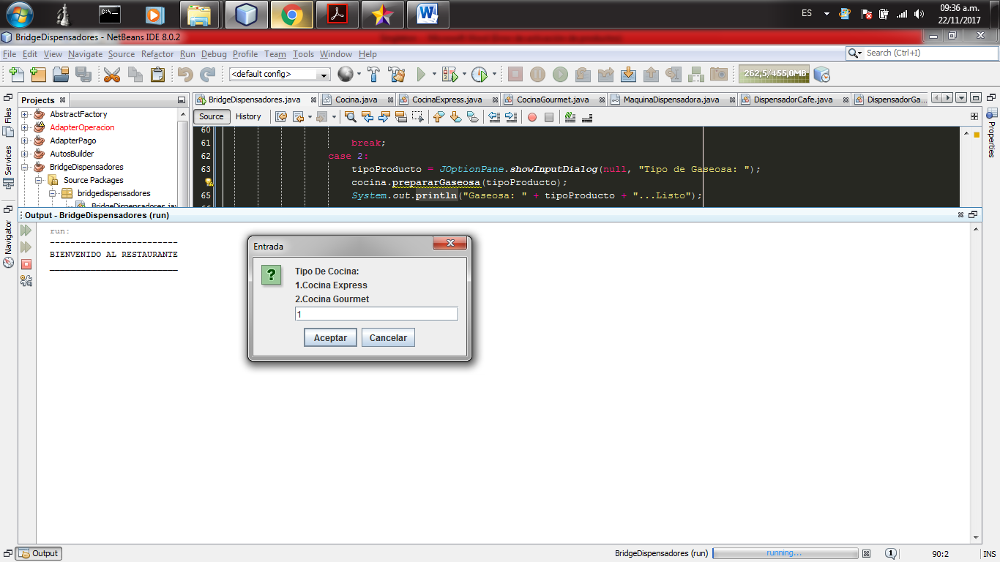 ES
09:36 a.m.
22/11/2017
BridgeDispensadores - NetBeans IDE 8.0.2
File Edit View Navigate Source Refactor Run Debug Profile Team Tools Window Help
Search (Ctrl+I)
<default config>
262,5/455,0MB
Projects
BridgeDispensadores.java Cocina.java CocinaExpress.java CocinaGourmet.java MaquinaDispensadora.java DispensadorCafe.java DispensadorGa...
Files
Services
Navigator
Properties
AbstractFactory
AdapterOperacion
AdapterPago
AutosBuilder
BridgeDispensadores
Source Packages
bridgedispensadores
BridgeDispensadores.jav
Source History
60
61 break;
62 case 2:
63 tipoProducto = JOptionPane.showInputDialog(null, "Tipo de Gaseosa: ");
cocina.prepararGaseosa(tipoProducto);
65 System.out.println("Gaseosa: " + tipoProducto + "...Listo");
Output - BridgeDispensadores (run)
run:
-------------------------
BIENVENIDO AL RESTAURANTE
_________________________
Entrada
Tipo De Cocina:
1.Cocina Express
2.Cocina Gourmet
1
Aceptar Cancelar
Output
BridgeDispensadores (run) running... 1 90:2 INS